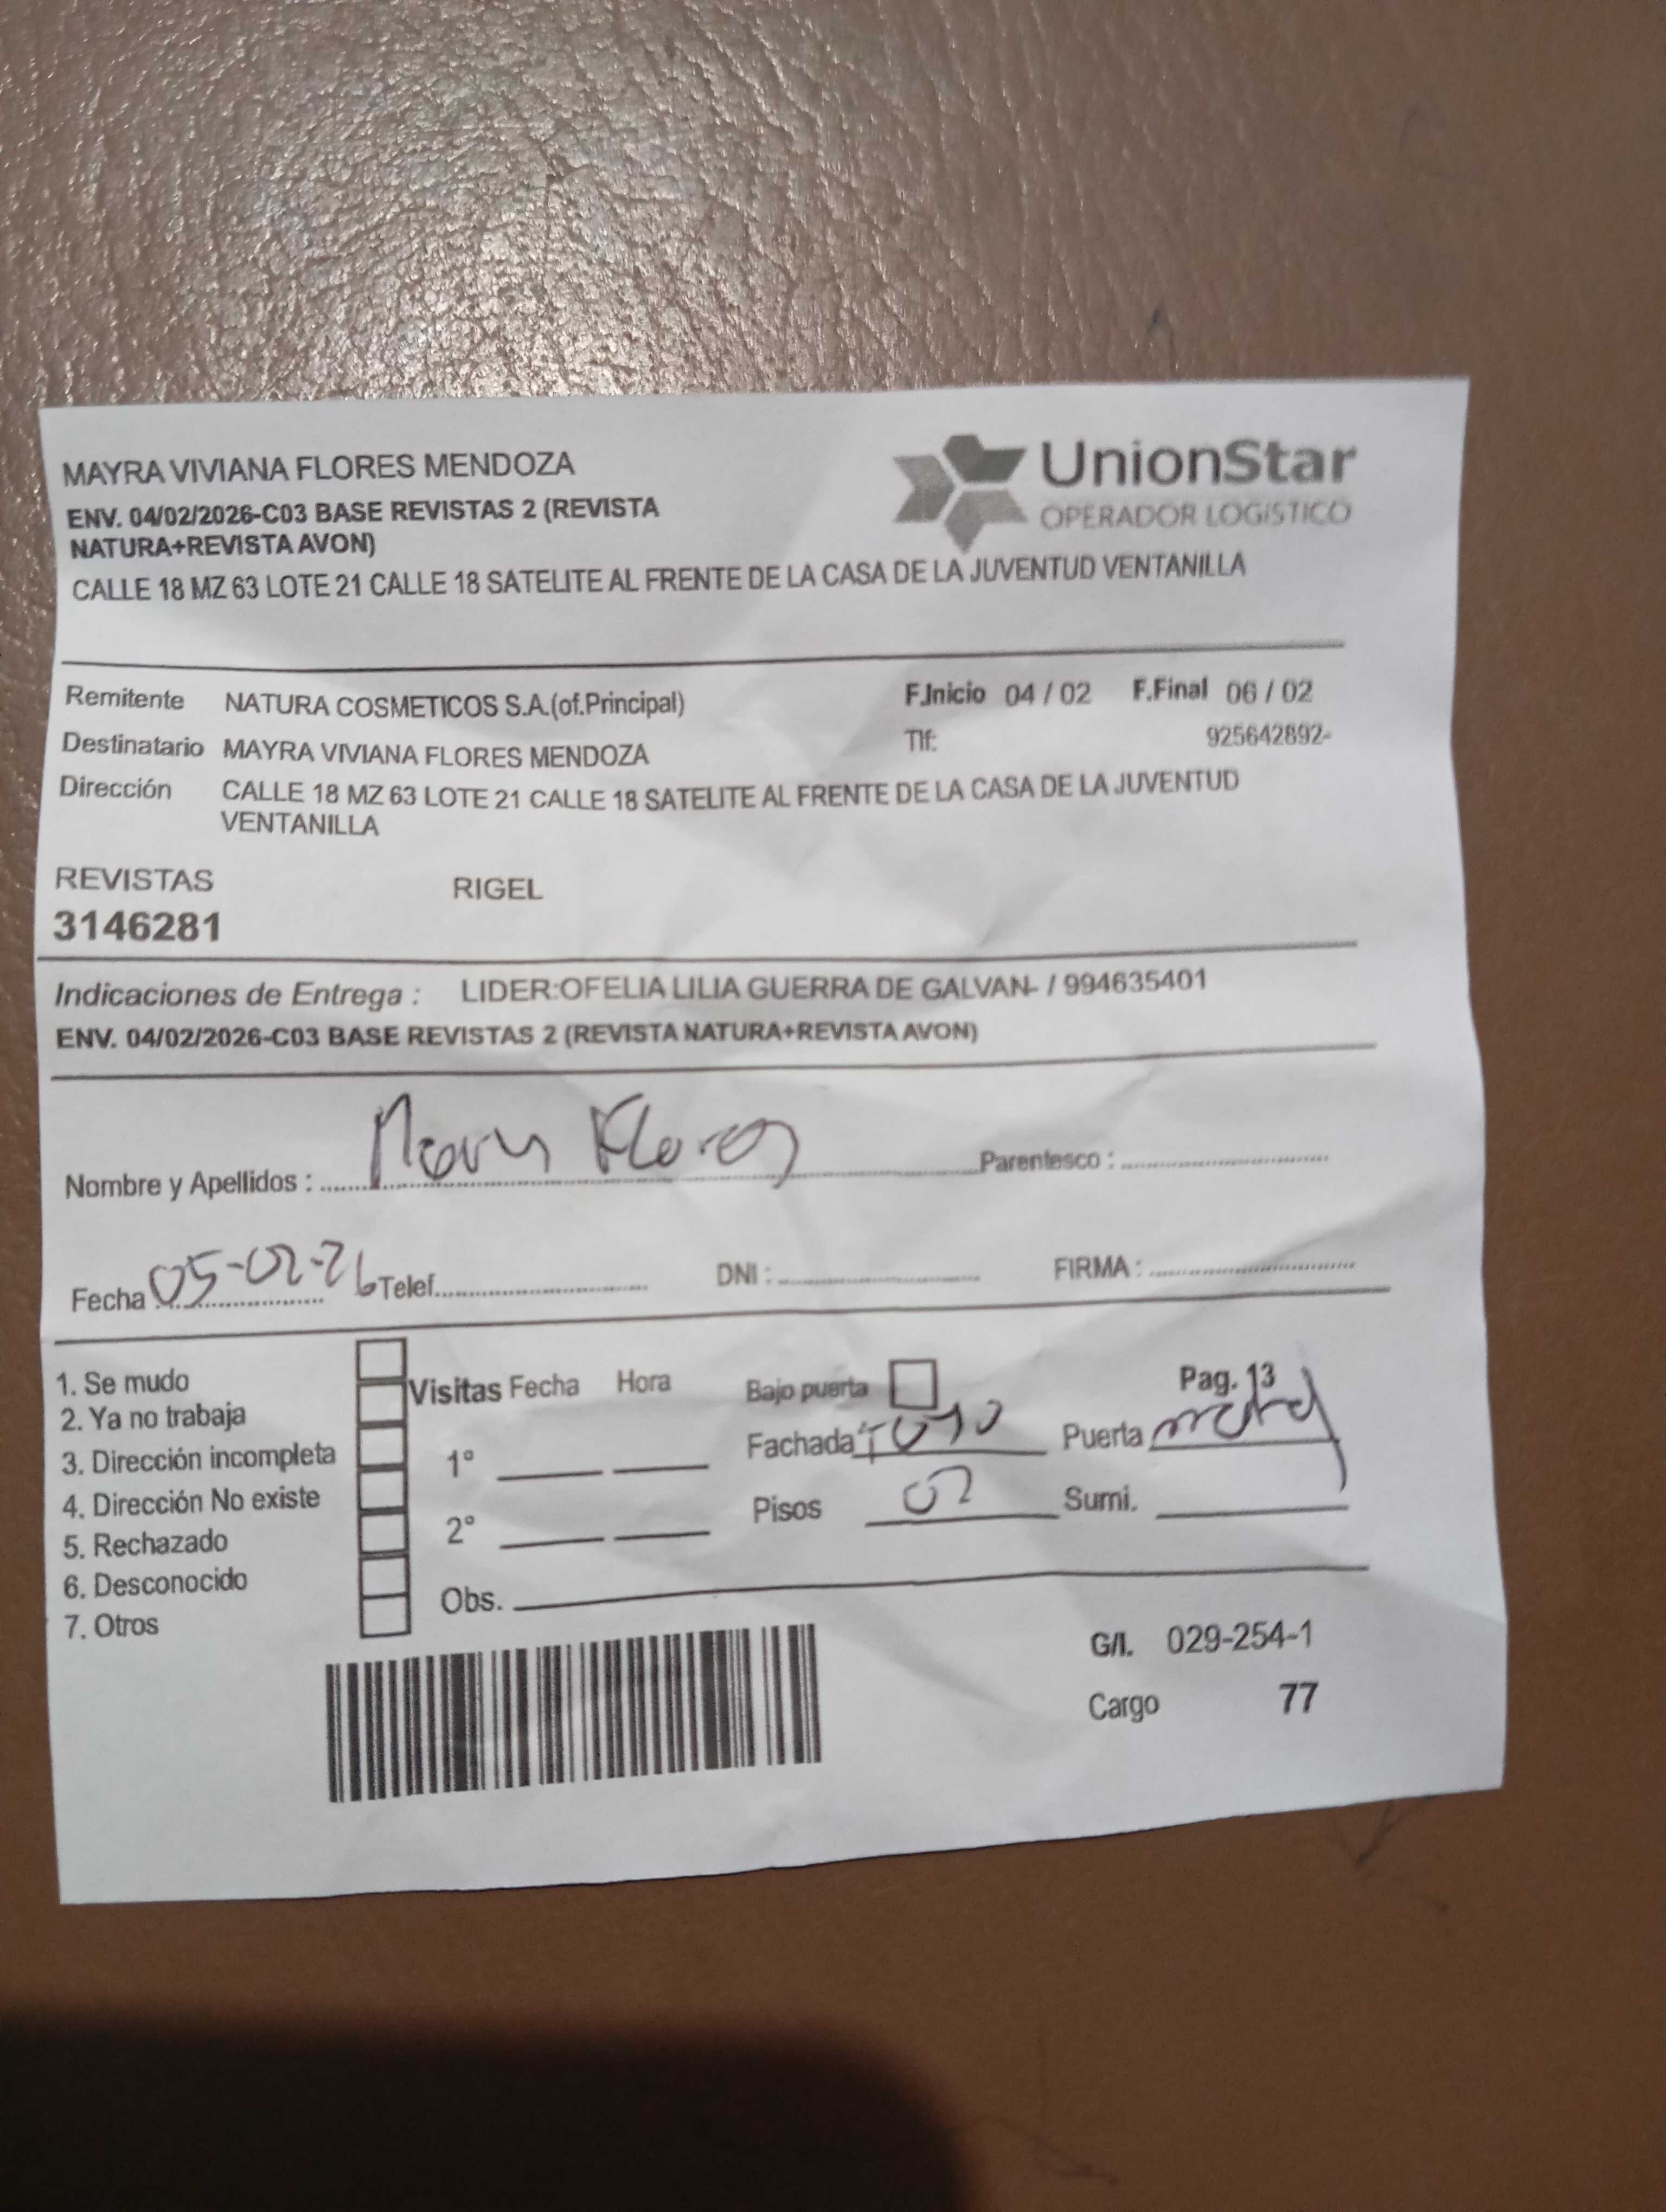 MAYRA VIVIANA FLORES MENDOZA
UnionStar
OPERADOR LOGÍSTICO
ENV. 04/02/2026-C03 BASE REVISTAS 2 (REVISTA
NATURA+REVISTA AVON)
CALLE 18 MZ 63 LOTE 21 CALLE 18 SATELITE AL FRENTE DE LA CASA DE LA JUVENTUD VENTANILLA
Remitente NATURA COSMETICOS S.A.(of.Principal) F.Inicio 04 / 02 F.Final 06 / 02
Destinatario MAYRA VIVIANA FLORES MENDOZA Tlf: 925642892-
Dirección CALLE 18 MZ 63 LOTE 21 CALLE 18 SATELITE AL FRENTE DE LA CASA DE LA JUVENTUD
VENTANILLA
REVISTAS RIGEL
3146281
Indicaciones de Entrega : LIDER:OFELIA LILIA GUERRA DE GALVAN- / 994635401
ENV. 04/02/2026-C03 BASE REVISTAS 2 (REVISTA NATURA+REVISTA AVON)
Nombre y Apellidos : Flores Parentesco :
Fecha 05-02-26 Telef. DNI : FIRMA :
1. Se mudo
2. Ya no trabaja
3. Dirección incompleta
4. Dirección No existe
5. Rechazado
6. Desconocido
7. Otros
Visitas Fecha Hora
1°
2°
Obs.
Bajo puerta Pag. 13
Fachada Puerta
Pisos 02 Sumi.
G/I. 029-254-1
Cargo 77